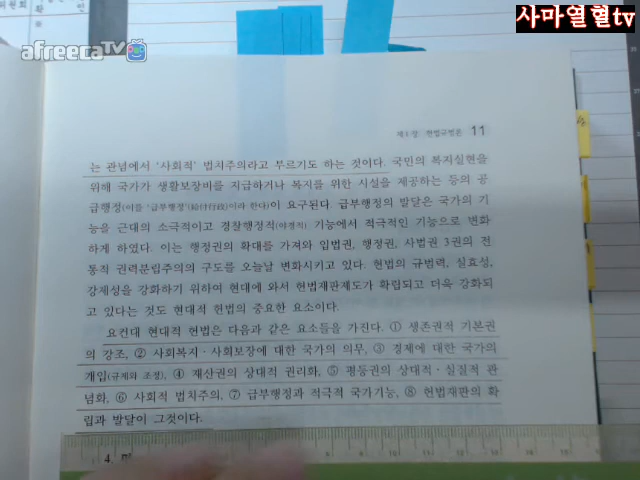 사마열혈tv
afreecaTV
제1장 헌법규범론 11
는 관념에서 '사회적' 법치주의라고 부르기도 하는 것이다. 국민의 복지실현을
위해 국가가 생활보장비를 지급하거나 복지를 위한 시설을 제공하는 등의 공
급행정(이를 '급부행정'(給付行政)이라 한다)이 요구된다. 급부행정의 발달은 국가의 기
능을 근대의 소극적이고 경찰행정적(야경적) 기능에서 적극적인 기능으로 변화
하게 하였다. 이는 행정권의 확대를 가져와 입법권, 행정권, 사법권 3권의 전
통적 권력분립주의의 구도를 오늘날 변화시키고 있다. 헌법의 규범력, 실효성,
강제성을 강화하기 위하여 현대에 와서 헌법재판제도가 확립되고 더욱 강화되
고 있다는 것도 현대적 헌법의 중요한 요소이다.
요컨대 현대적 헌법은 다음과 같은 요소들을 가진다. ① 생존권적 기본권
의 강조, ② 사회복지·사회보장에 대한 국가의 의무, ③ 경제에 대한 국가의
개입(규제와 조정), ④ 재산권의 상대적 권리화, ⑤ 평등권의 상대적·실질적 관
념화, ⑥ 사회적 법치주의, ⑦ 급부행정과 적극적 국가기능, ⑧ 헌법재판의 확
립과 발달이 그것이다.
4.